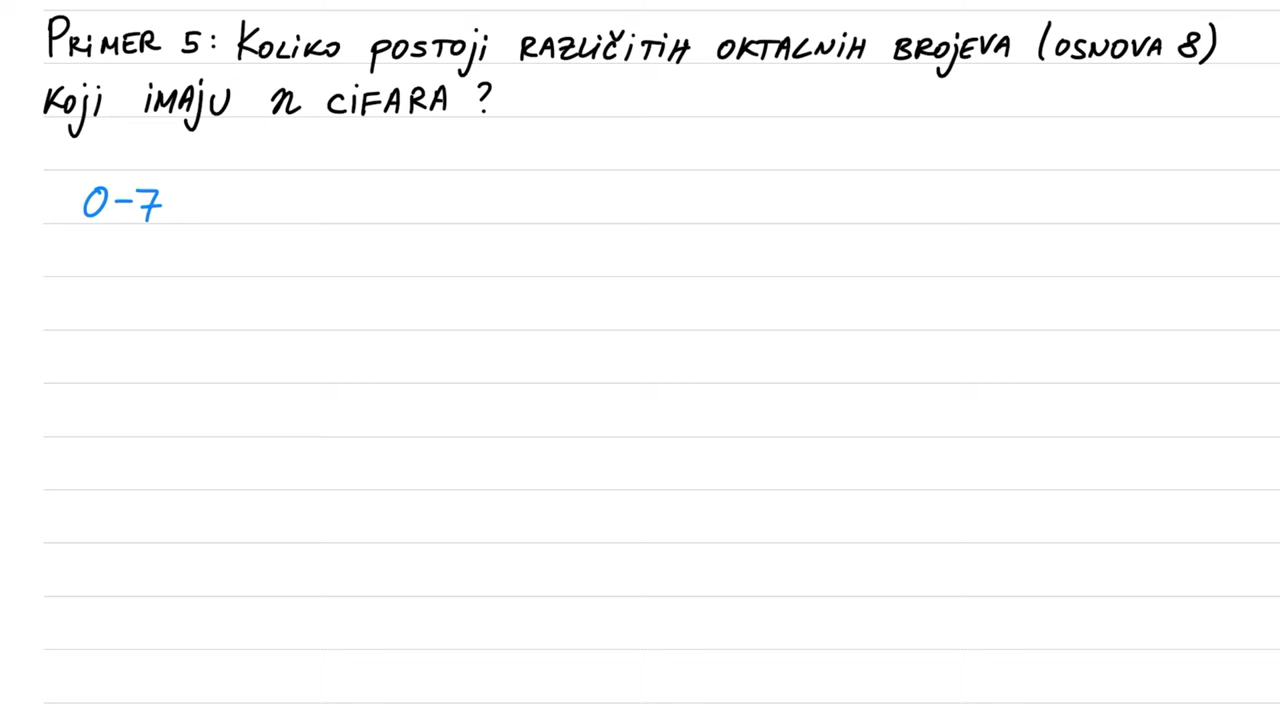 PRIMER 5: KOLIKO POSTOJI RAZLIČITIH OKTALNIH BROJEVA (OSNOVA 8)
KOJI IMAJU n CIFARA?
0-7